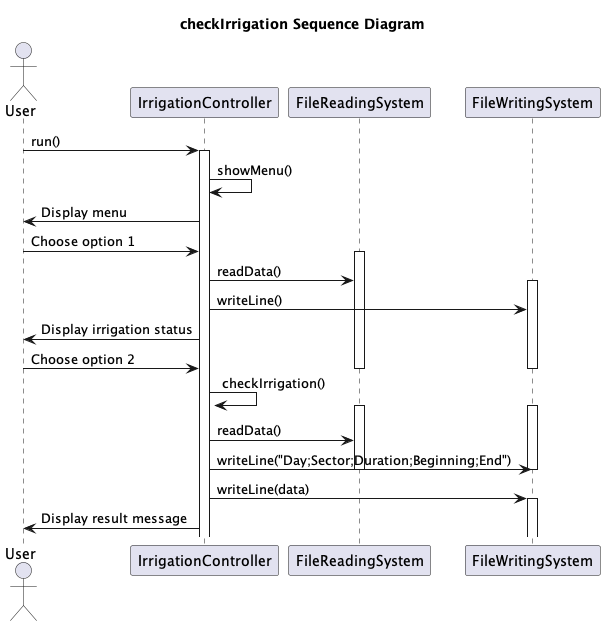 checkIrrigation Sequence Diagram
User
IrrigationController
FileReadingSystem
FileWritingSystem
run()
showMenu()
Display menu
Choose option 1
readData()
writeLine()
Display irrigation status
Choose option 2
checkIrrigation()
readData()
writeLine("Day;Sector;Duration;Beginning;End")
writeLine(data)
Display result message
User
IrrigationController
FileReadingSystem
FileWritingSystem